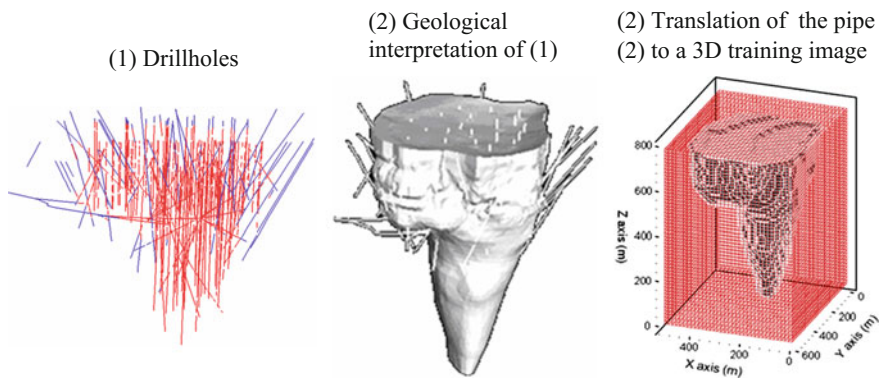 (1) Drillholes
(2) Geological
interpretation of (1)
(2) Translation of the pipe
(2) to a 3D training image
800
600
400
200
0
Z axis (m)
400
200
0
X axis (m)
0
200
400
600
Y axis (m)